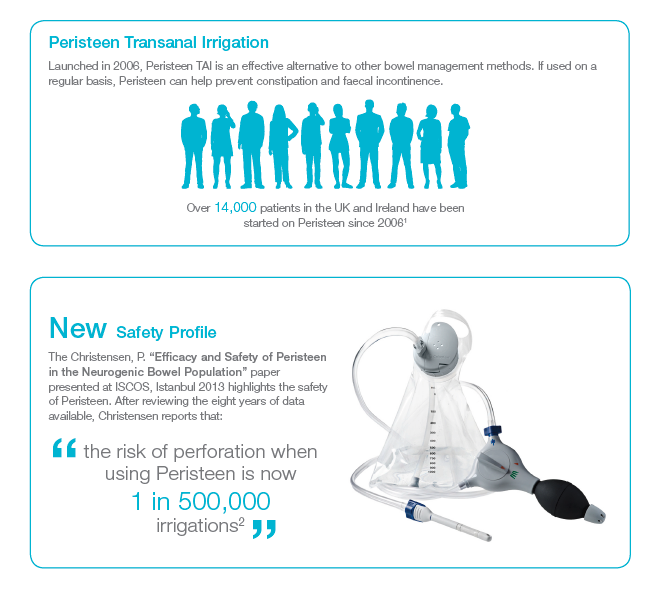 Peristeen Transanal Irrigation
Launched in 2006, Peristeen TAI is an effective alternative to other bowel management methods. If used on a
regular basis, Peristeen can help prevent constipation and faecal incontinence.
Over 14,000 patients in the UK and Ireland have been
started on Peristeen since 2006¹
New Safety Profile
The Christensen, P. “Efficacy and Safety of Peristeen
in the Neurogenic Bowel Population” paper
presented at ISCOS, Istanbul 2013 highlights the safety
of Peristeen. After reviewing the eight years of data
available, Christensen reports that:
“ the risk of perforation when
using Peristeen is now
1 in 500,000
irrigations² ”